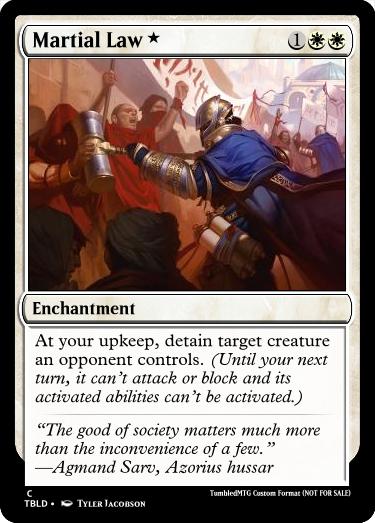 Martial Law ★ 1
Enchantment
At your upkeep, detain target creature
an opponent controls. (Until your next
turn, it can't attack or block and its
activated abilities can't be activated.)
“The good of society matters much more
than the inconvenience of a few.”
—Agmand Sarv, Azorius hussar
C
TBLD • Tyler Jacobson
TumbledMTG Custom Format (NOT FOR SALE)